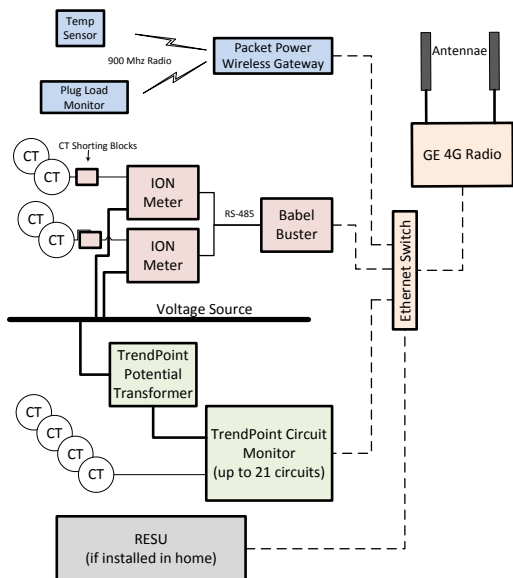 Temp
Sensor
900 Mhz Radio
Plug Load
Monitor
Packet Power
Wireless Gateway
Antennae
GE 4G Radio
CT Shorting Blocks
CT
CT
ION
Meter
CT
CT
ION
Meter
RS-485
Babel
Buster
Ethernet Switch
Voltage Source
TrendPoint
Potential
Transformer
CT
CT
CT
CT
TrendPoint Circuit
Monitor
(up to 21 circuits)
RESU
(if installed in home)